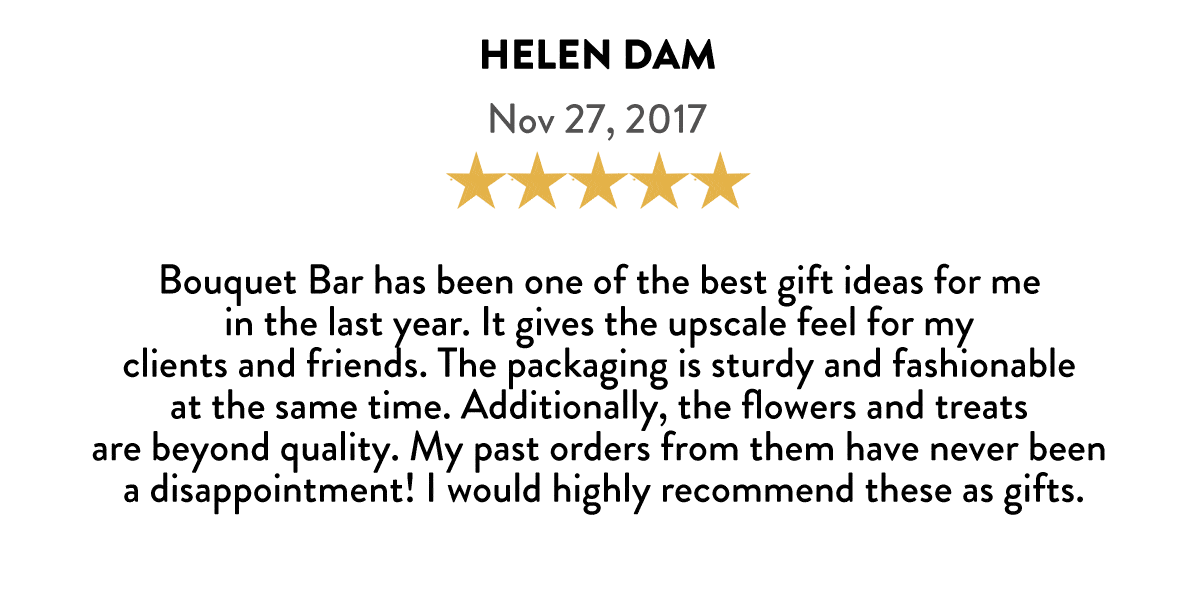 HELEN DAM
Nov 27, 2017
Bouquet Bar has been one of the best gift ideas for me
in the last year. It gives the upscale feel for my
clients and friends. The packaging is sturdy and fashionable
at the same time. Additionally, the flowers and treats
are beyond quality. My past orders from them have never been
a disappointment! I would highly recommend these as gifts.